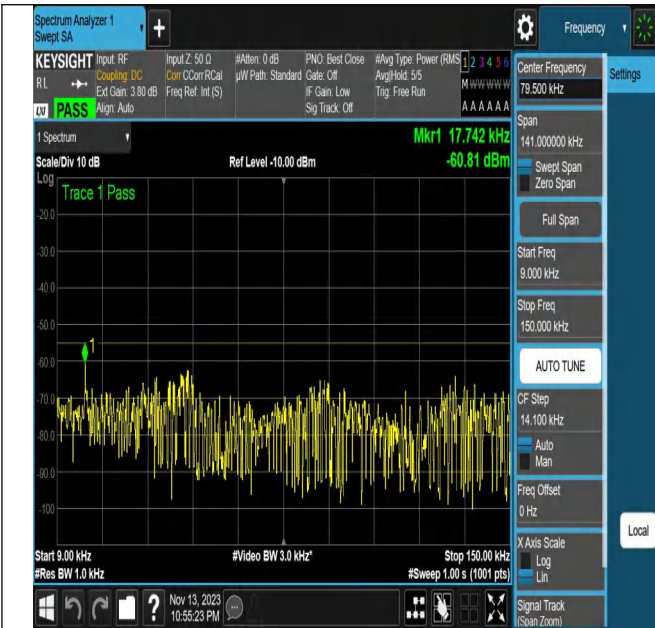 Spectrum Analyzer 1
Swept SA
+
Frequency
KEYSIGHT
RL
LXI
PASS
Input: RF
Coupling: DC
Ext Gain: 3.80 dB
Align: Auto
Input Z: 50 Ω
Corr CCorr RCal
Freq Ref: Int (S)
#Atten: 0 dB
µW Path: Standard
PNO: Best Close
Gate: Off
IF Gain: Low
Sig Track: Off
#Avg Type: Power (RMS
Avg|Hold: 5/5
Trig: Free Run
1 2 3 4 5 6
M W W W W W
A A A A A A
1 Spectrum
Scale/Div 10 dB
Ref Level -10.00 dBm
Mkr1 17.742 kHz
-60.81 dBm
Log
Trace 1 Pass
-20.0
-30.0
-40.0
-50.0
-60.0
-70.0
-80.0
-90.0
-100
1
Start 9.00 kHz
#Res BW 1.0 kHz
#Video BW 3.0 kHz*
Stop 150.00 kHz
#Sweep 1.00 s (1001 pts)
?
Nov 13, 2023
10:55:23 PM
Center Frequency
79.500 kHz
Settings
Span
141.000000 kHz
Swept Span
Zero Span
Full Span
Start Freq
9.000 kHz
Stop Freq
150.000 kHz
AUTO TUNE
CF Step
14.100 kHz
Auto
Man
Freq Offset
0 Hz
Local
X Axis Scale
Log
Lin
Signal Track
(Span Zoom)